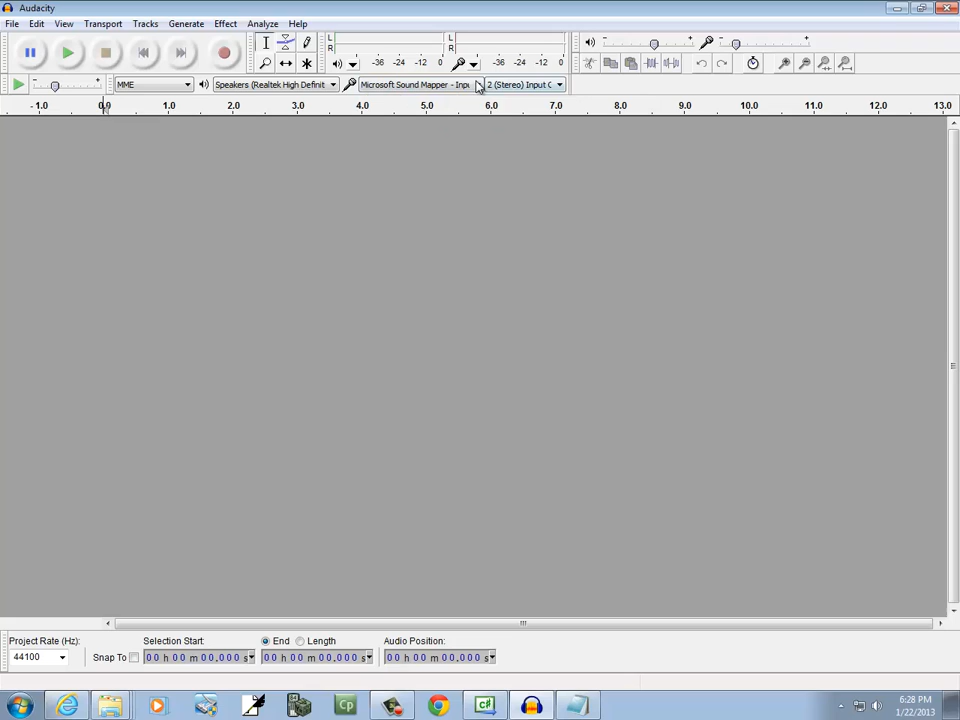 Audacity
File Edit View Transport Tracks Generate Effect Analyze Help
L L
R R
-36 -24 -12 0 -36 -24 -12 0
MME Speakers (Realtek High Definit Microsoft Sound Mapper - Inpu 2 (Stereo) Input C
- 1.0 0.0 1.0 2.0 3.0 4.0 5.0 6.0 7.0 8.0 9.0 10.0 11.0 12.0 13.0
Project Rate (Hz): Selection Start: End Length Audio Position:
44100 Snap To 00 h 00 m 00.000 s 00 h 00 m 00.000 s 00 h 00 m 00.000 s
Cp C#
6:28 PM
1/22/2013